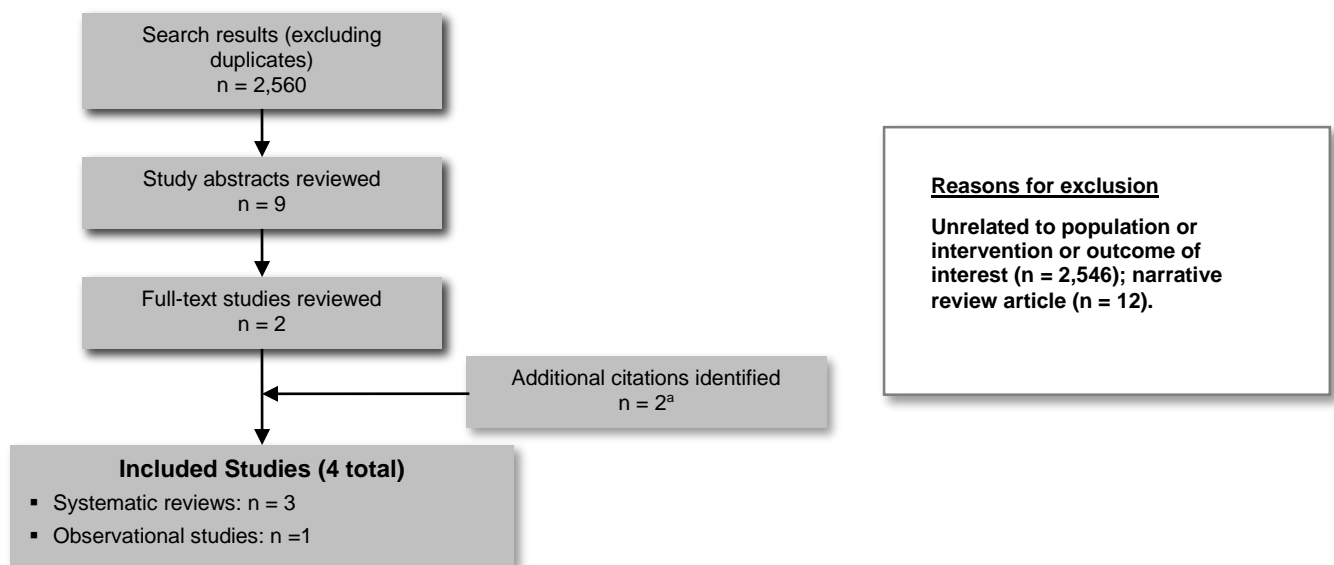 Search results (excluding
duplicates)
n = 2,560
Study abstracts reviewed
n = 9
Full-text studies reviewed
n = 2
Additional citations identified
n = 2ᵃ
Included Studies (4 total)
▪ Systematic reviews: n = 3
▪ Observational studies: n =1
Reasons for exclusion
Unrelated to population or
intervention or outcome of
interest (n = 2,546); narrative
review article (n = 12).